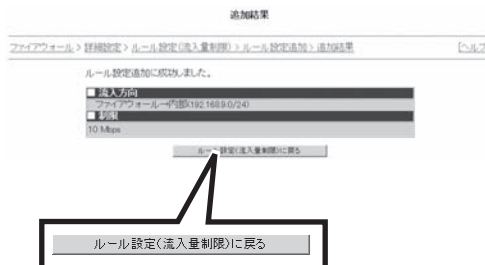 追加結果
ファイアウォール > 詳細設定 > ルール設定(流入量制限) > ルール設定追加 > 追加結果
[ヘルプ
ルール設定追加に成功しました。
■ 流入方向
ファイアウォール→内部(192.168.9.0/24)
■ 制限
10 Mbps
ルール設定(流入量制限)に戻る
ルール設定(流入量制限)に戻る